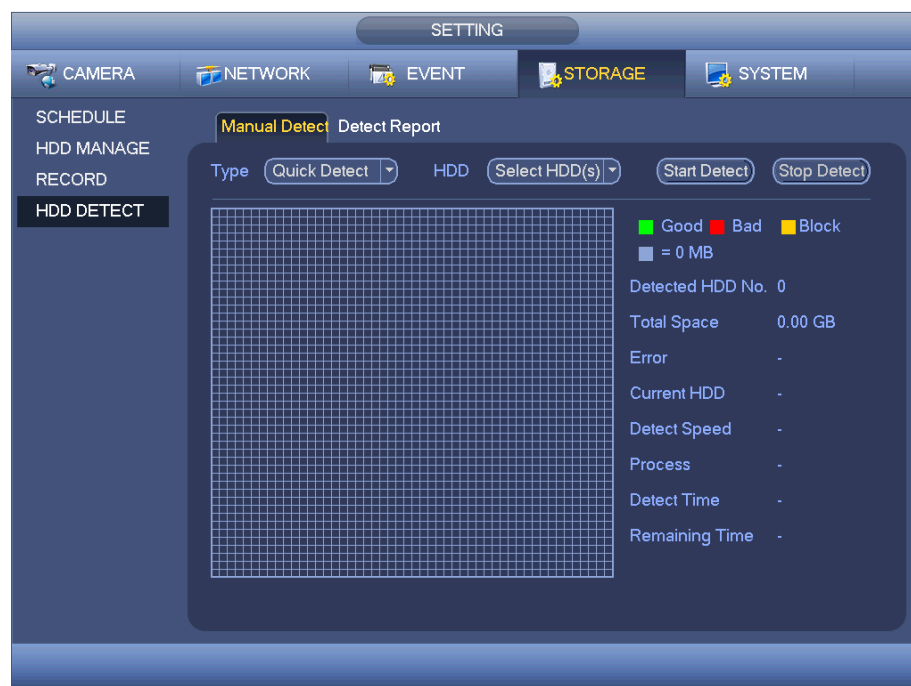 SETTING
CAMERA NETWORK EVENT STORAGE SYSTEM
SCHEDULE
HDD MANAGE
RECORD
HDD DETECT
Manual Detect Detect Report
Type Quick Detect HDD Select HDD(s) Start Detect Stop Detect
Good Bad Block
= 0 MB
Detected HDD No. 0
Total Space 0.00 GB
Error -
Current HDD -
Detect Speed -
Process -
Detect Time -
Remaining Time -